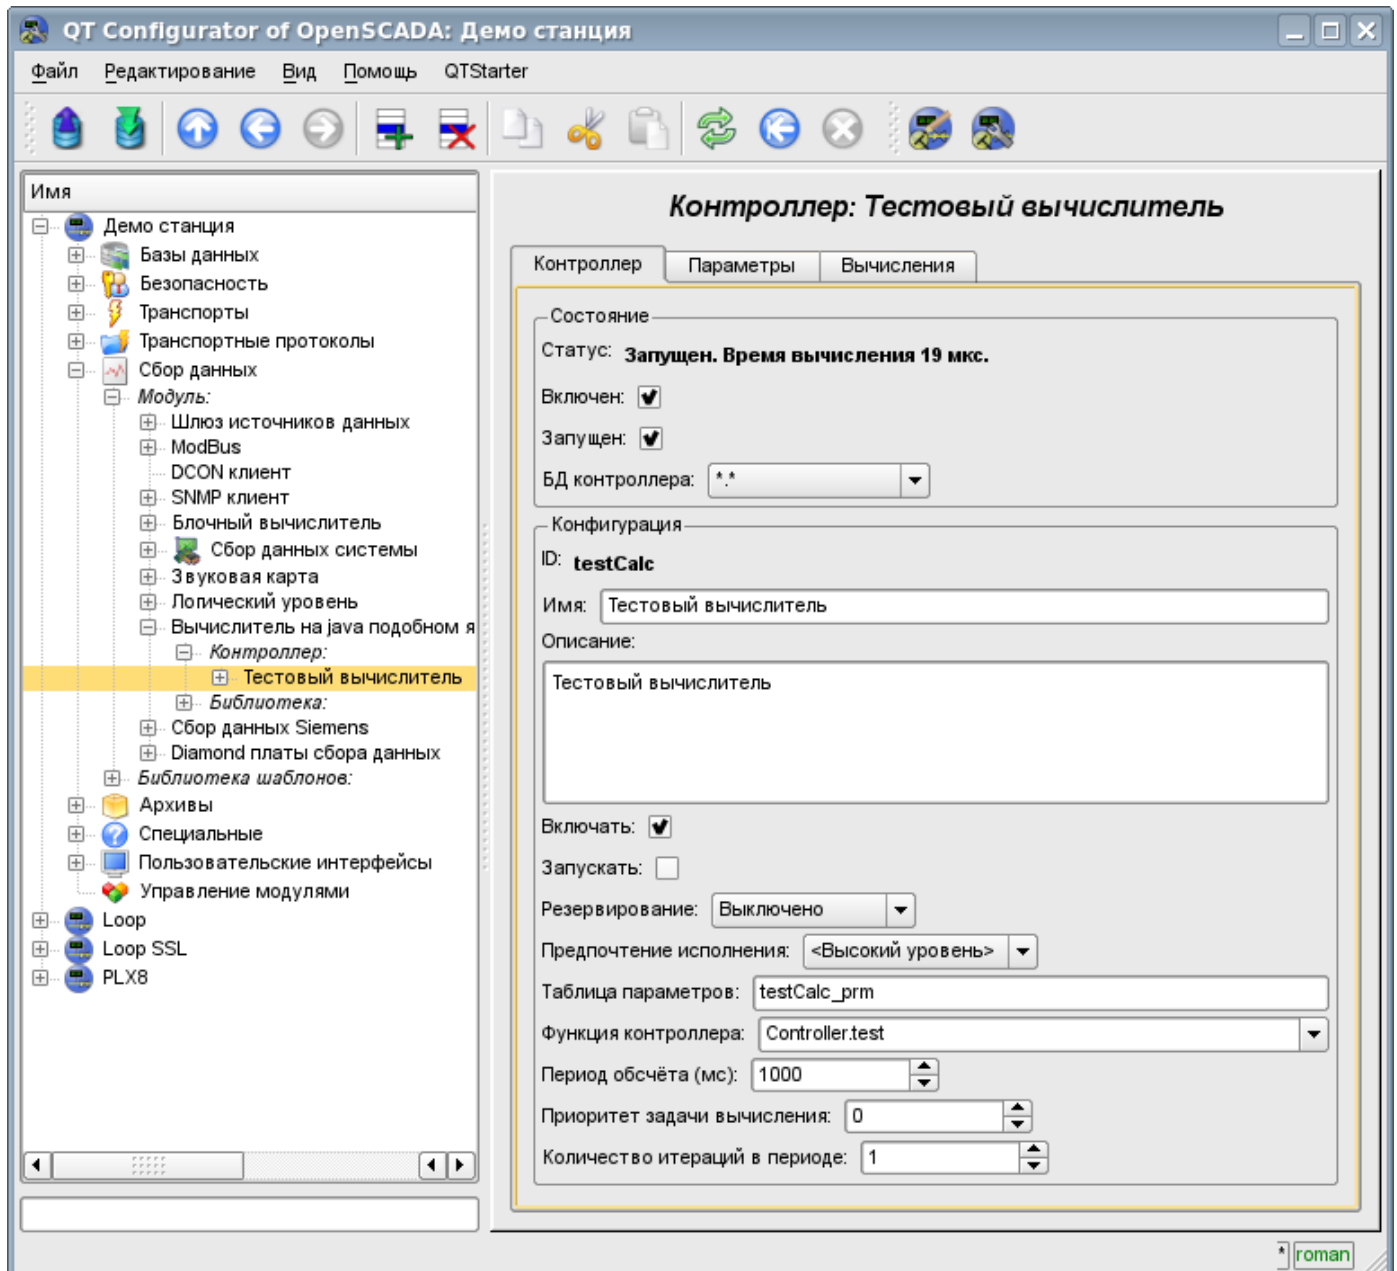 QT Configurator of OpenSCADA: Демо станция
Файл Редактирование Вид Помощь QTStarter
Имя
Демо станция
Базы данных
Безопасность
Транспорты
Транспортные протоколы
Сбор данных
Модуль:
Шлюз источников данных
ModBus
DCON клиент
SNMP клиент
Блочный вычислитель
Сбор данных системы
Звуковая карта
Логический уровень
Вычислитель на java подобном я
Контроллер:
Тестовый вычислитель
Библиотека:
Сбор данных Siemens
Diamond платы сбора данных
Библиотека шаблонов:
Архивы
Специальные
Пользовательские интерфейсы
Управление модулями
Loop
Loop SSL
PLX8
Контроллер: Тестовый вычислитель
Контроллер Параметры Вычисления
Состояние
Статус: Запущен. Время вычисления 19 мкс.
Включен:
Запущен:
БД контроллера: *.*
Конфигурация
ID: testCalc
Имя: Тестовый вычислитель
Описание:
Тестовый вычислитель
Включать:
Запускать:
Резервирование: Выключено
Предпочтение исполнения: <Высокий уровень>
Таблица параметров: testCalc_prm
Функция контроллера: Controller.test
Период обсчёта (мс): 1000
Приоритет задачи вычисления: 0
Количество итераций в периоде: 1
* roman